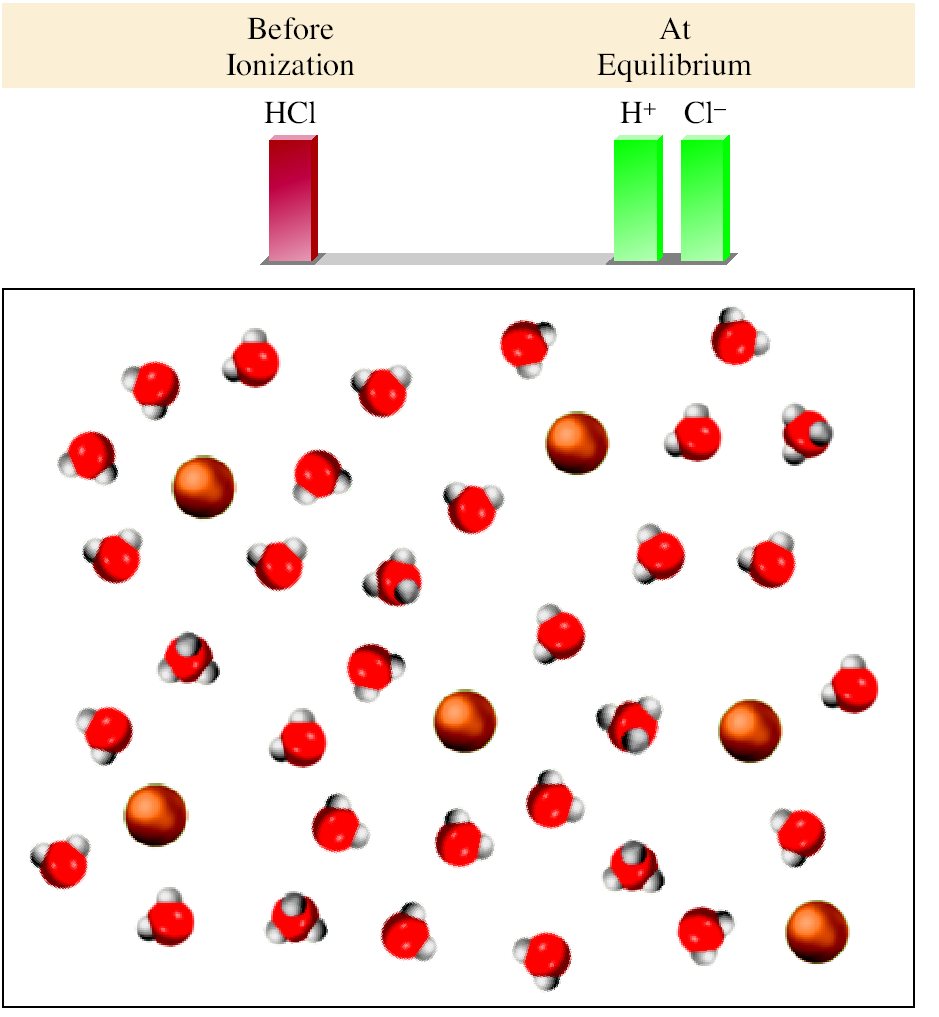 Before
Ionization
At
Equilibrium
HCl
H⁺ Cl⁻